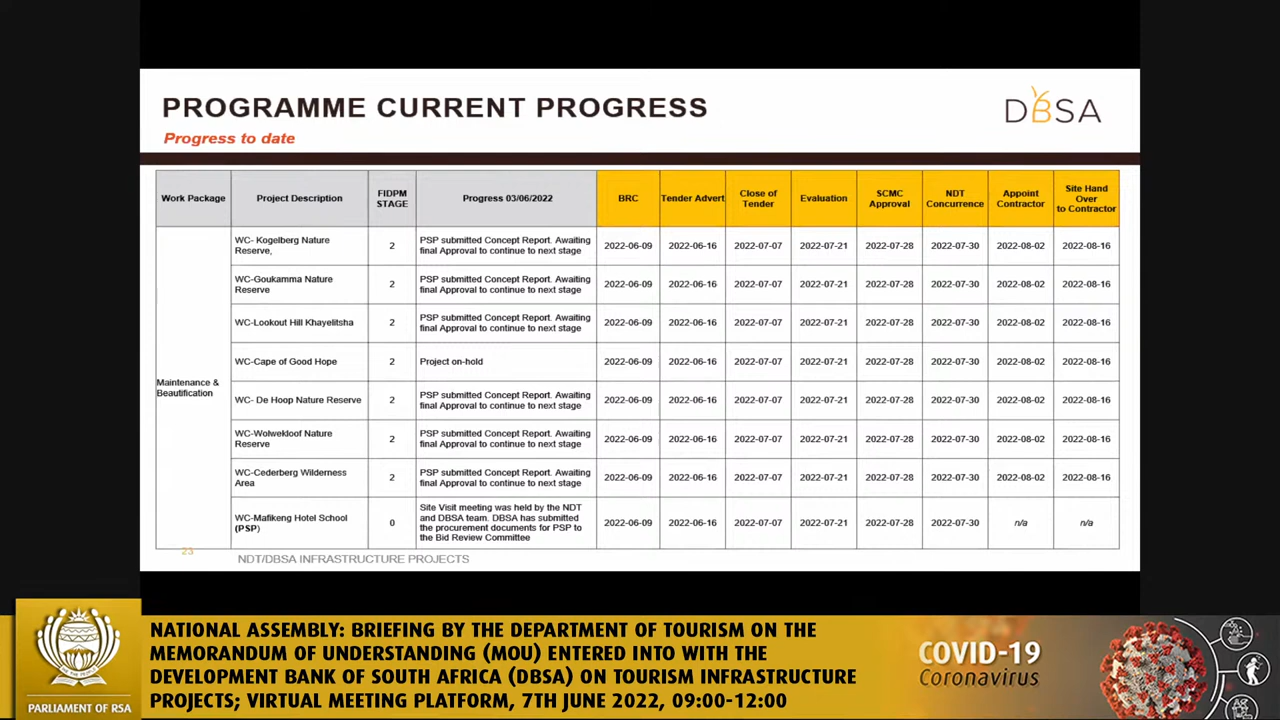 PROGRAMME CURRENT PROGRESS
DBSA
Progress to date
Work Package
Project Description
FIDPM
STAGE
Progress 03/06/2022
BRC
Tender Advert
Close of
Tender
Evaluation
SCMC
Approval
NDT
Concurrence
Appoint
Contractor
Site Hand
Over
to Contractor
Maintenance &
Beautification
WC- Kogelberg Nature
Reserve,
2
PSP submitted Concept Report. Awaiting
final Approval to continue to next stage
2022-06-09 2022-06-16 2022-07-07 2022-07-21 2022-07-28 2022-07-30 2022-08-02 2022-08-16
WC-Goukamma Nature
Reserve
2
PSP submitted Concept Report. Awaiting
final Approval to continue to next stage
2022-06-09 2022-06-16 2022-07-07 2022-07-21 2022-07-28 2022-07-30 2022-08-02 2022-08-16
WC-Lookout Hill Khayelitsha
2
PSP submitted Concept Report. Awaiting
final Approval to continue to next stage
2022-06-09 2022-06-16 2022-07-07 2022-07-21 2022-07-28 2022-07-30 2022-08-02 2022-08-16
WC-Cape of Good Hope
2
Project on-hold
2022-06-09 2022-06-16 2022-07-07 2022-07-21 2022-07-28 2022-07-30 2022-08-02 2022-08-16
WC- De Hoop Nature Reserve
2
PSP submitted Concept Report. Awaiting
final Approval to continue to next stage
2022-06-09 2022-06-16 2022-07-07 2022-07-21 2022-07-28 2022-07-30 2022-08-02 2022-08-16
WC-Wolwekloof Nature
Reserve
2
PSP submitted Concept Report. Awaiting
final Approval to continue to next stage
2022-06-09 2022-06-16 2022-07-07 2022-07-21 2022-07-28 2022-07-30 2022-08-02 2022-08-16
WC-Cederberg Wilderness
Area
2
PSP submitted Concept Report. Awaiting
final Approval to continue to next stage
2022-06-09 2022-06-16 2022-07-07 2022-07-21 2022-07-28 2022-07-30 2022-08-02 2022-08-16
WC-Mafikeng Hotel School
(PSP)
0
Site Visit meeting was held by the NDT
and DBSA team. DBSA has submitted
the procurement documents for PSP to
the Bid Review Committee
2022-06-09 2022-06-16 2022-07-07 2022-07-21 2022-07-28 2022-07-30 n/a n/a
23
NDT/DBSA INFRASTRUCTURE PROJECTS
PARLIAMENT OF RSA
NATIONAL ASSEMBLY: BRIEFING BY THE DEPARTMENT OF TOURISM ON THE
MEMORANDUM OF UNDERSTANDING (MOU) ENTERED INTO WITH THE
DEVELOPMENT BANK OF SOUTH AFRICA (DBSA) ON TOURISM INFRASTRUCTURE
PROJECTS; VIRTUAL MEETING PLATFORM, 7TH JUNE 2022, 09:00-12:00
COVID-19
Coronavirus